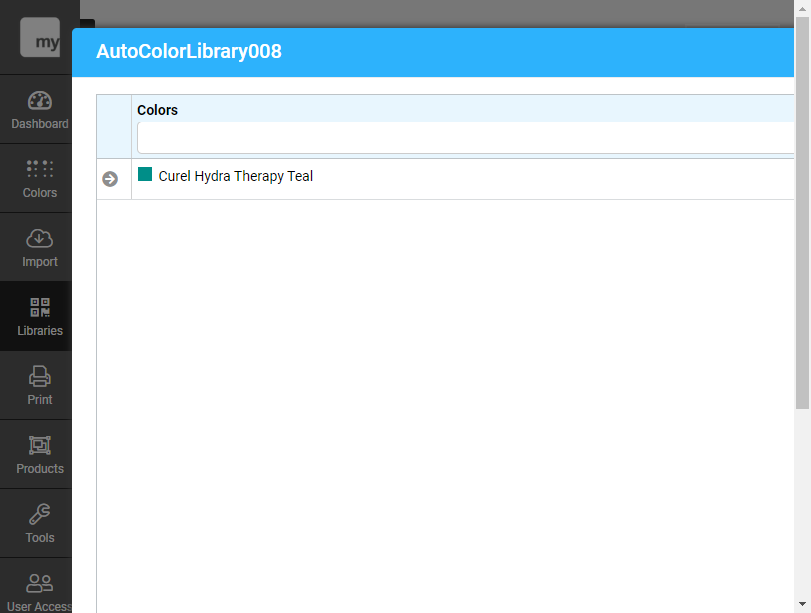 my
AutoColorLibrary008
Dashboard
Colors
Import
Libraries
Print
Products
Tools
User Access
Colors
Curel Hydra Therapy Teal